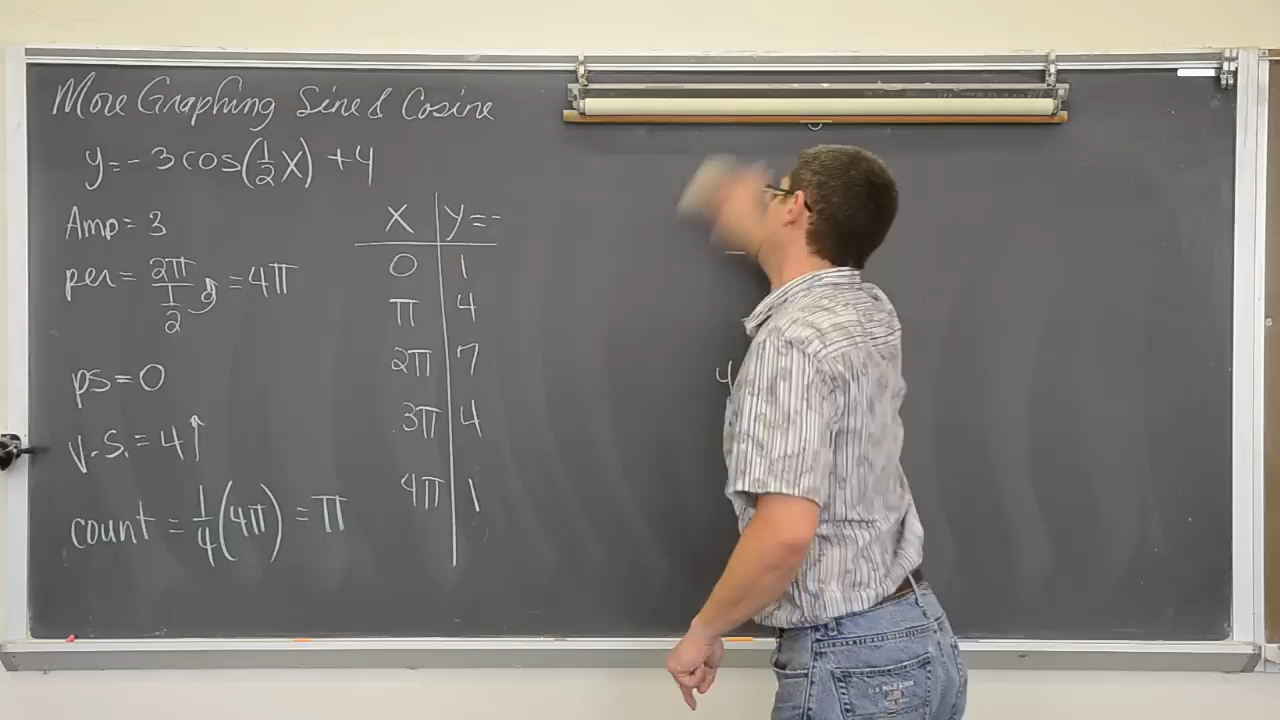 More Graphing Sine & Cosine
y=-3cos(1/2 x)+4
Amp=3
per=2π/(1/2)=4π
ps=0
v.s.=4↑
count=1/4(4π)=π
x y=-
0 1
π 4
2π 7
3π 4
4π 1
4